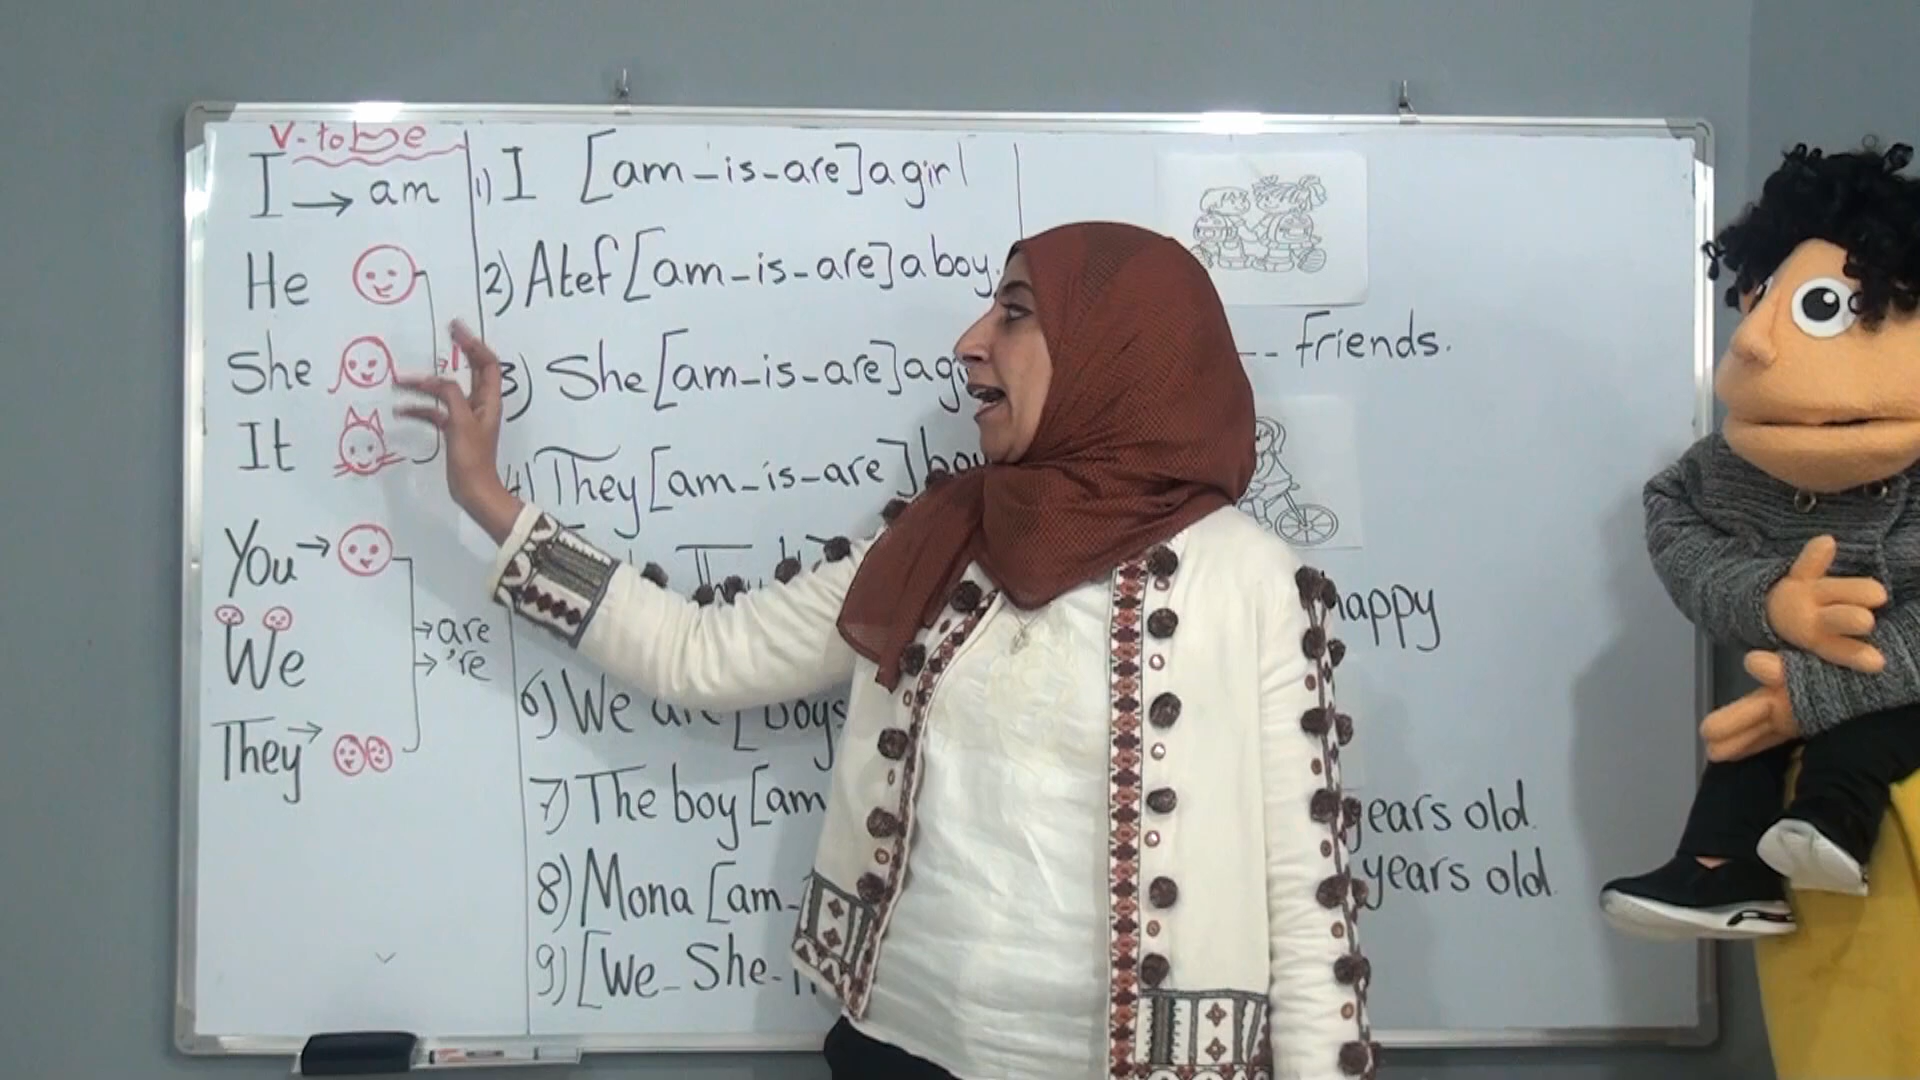 V. to be
I → am
He
She
It
You →
We
→ are
→ 're
They →
1) I [am - is - are] a girl
2) Atef [am - is - are] a boy.
3) She [am - is - are] a
4) They [am - is - are]
6) We are [boys
7) The boy [am
8) Mona [am -
9) [We - She -
-- friends.
happy
years old.
years old.